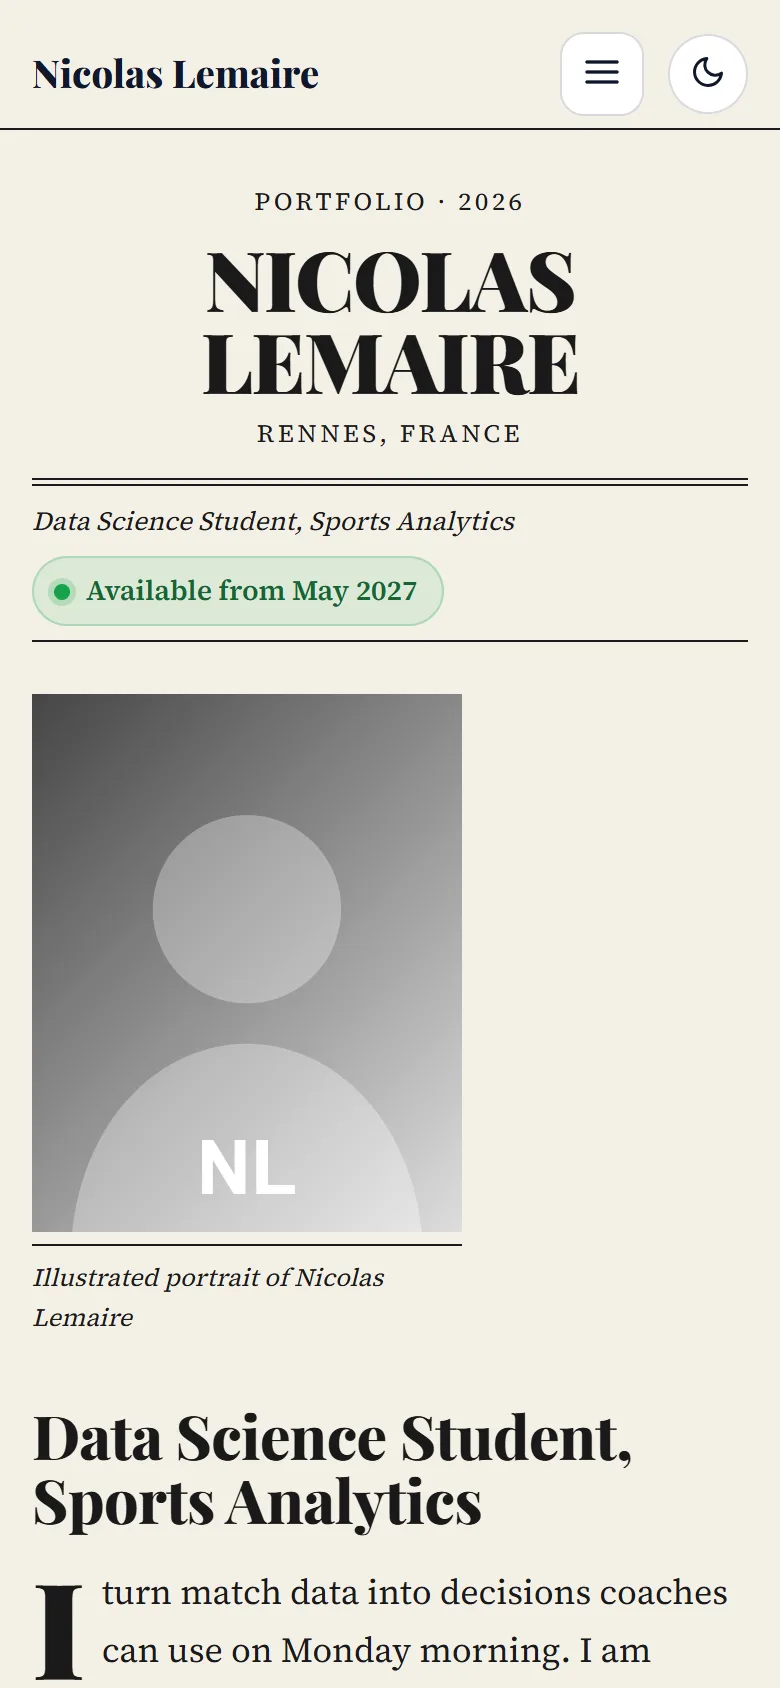 Nicolas Lemaire
PORTFOLIO · 2026
NICOLAS
LEMAIRE
RENNES, FRANCE
Data Science Student, Sports Analytics
Available from May 2027
NL
Illustrated portrait of Nicolas
Lemaire
Data Science Student,
Sports Analytics
I turn match data into decisions coaches
can use on Monday morning. I am